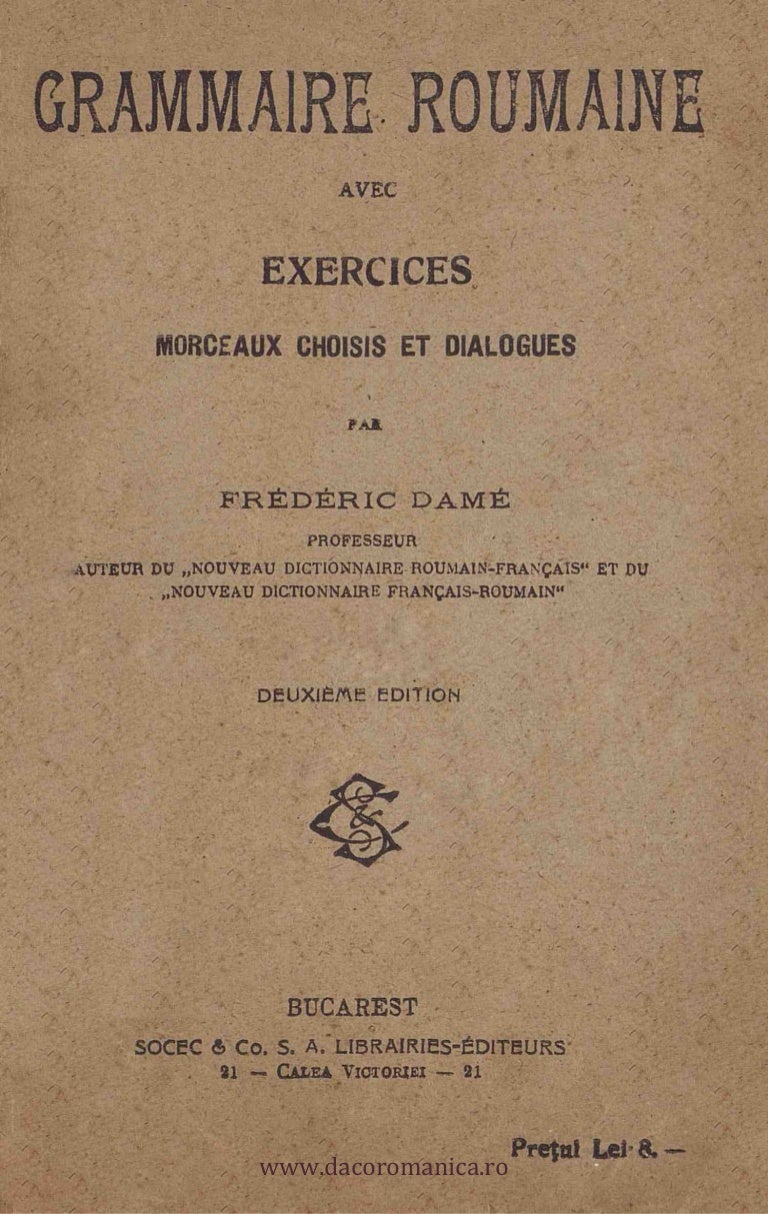 GRAMMAIRE ROUMAINE
AVEC
EXERCICES
MORCEAUX CHOISIS ET DIALOGUES
PAR
FRÉDÉRIC DAMÉ
PROFESSEUR
AUTEUR DU „NOUVEAU DICTIONNAIRE ROUMAIN-FRANÇAIS“ ET DU
„NOUVEAU DICTIONNAIRE FRANÇAIS-ROUMAIN“
DEUXIÈME EDITION
S&C
BUCAREST
SOCEC & Co. S. A. LIBRAIRIES-ÉDITEURS
21 — CALEA VICTORIEI — 21
Prețul Lei 8. —
www.dacoromanica.ro